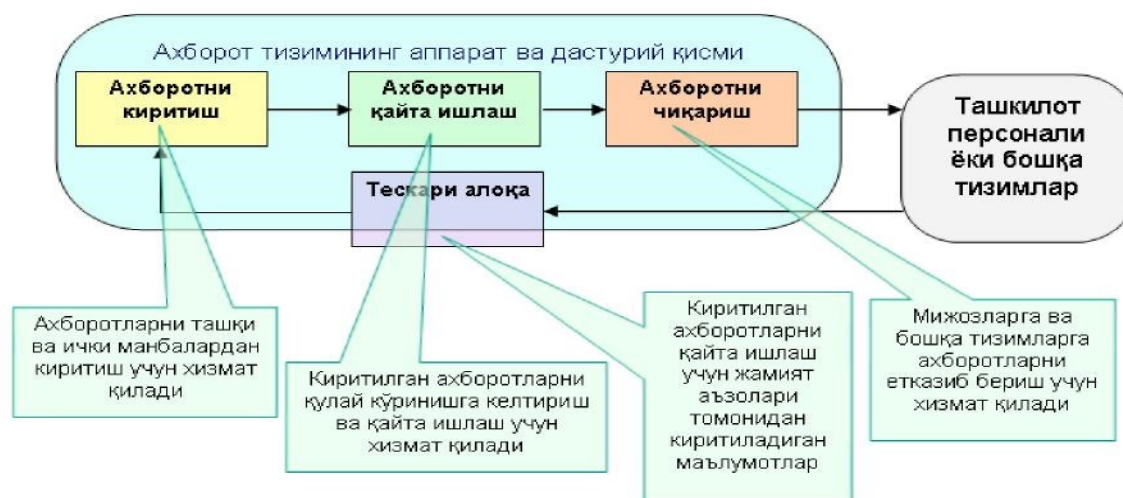 Ахборот тизимининг аппарат ва дастурий қисми
Ахборотни
киритиш
Ахборотни
қайта ишлаш
Ахборотни
чиқариш
Ташкилот
персонали
ёки бошқа
тизимлар
Тескари алоқа
Ахборотларни ташқи
ва ички манбалардан
киритиш учун хизмат
қилади
Киритилган ахборотларни
қулай кўринишга келтириш
ва қайта ишлаш учун
хизмат қилади
Киритилган
ахборотларни
қайта ишлаш
учун жамият
аъзолари
томонидан
киритиладиган
маълумотлар
Мижозларга ва
бошқа тизимларга
ахборотларни
етказиб бериш учун
хизмат қилади